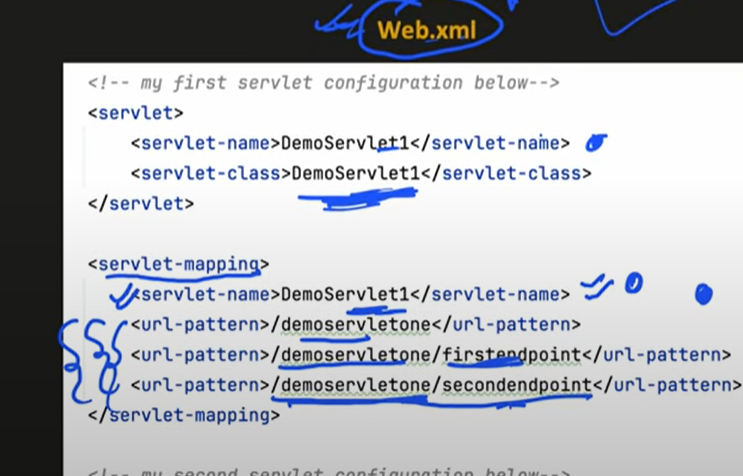 Web.xml
<!-- my first servlet configuration below-->
<servlet>
<servlet-name>DemoServlet1</servlet-name>
<servlet-class>DemoServlet1</servlet-class>
</servlet>
<servlet-mapping>
<servlet-name>DemoServlet1</servlet-name>
<url-pattern>/demoservletone</url-pattern>
<url-pattern>/demoservletone/firstendpoint</url-pattern>
<url-pattern>/demoservletone/secondendpoint</url-pattern>
</servlet-mapping>
<!-- my second servlet configuration below-->